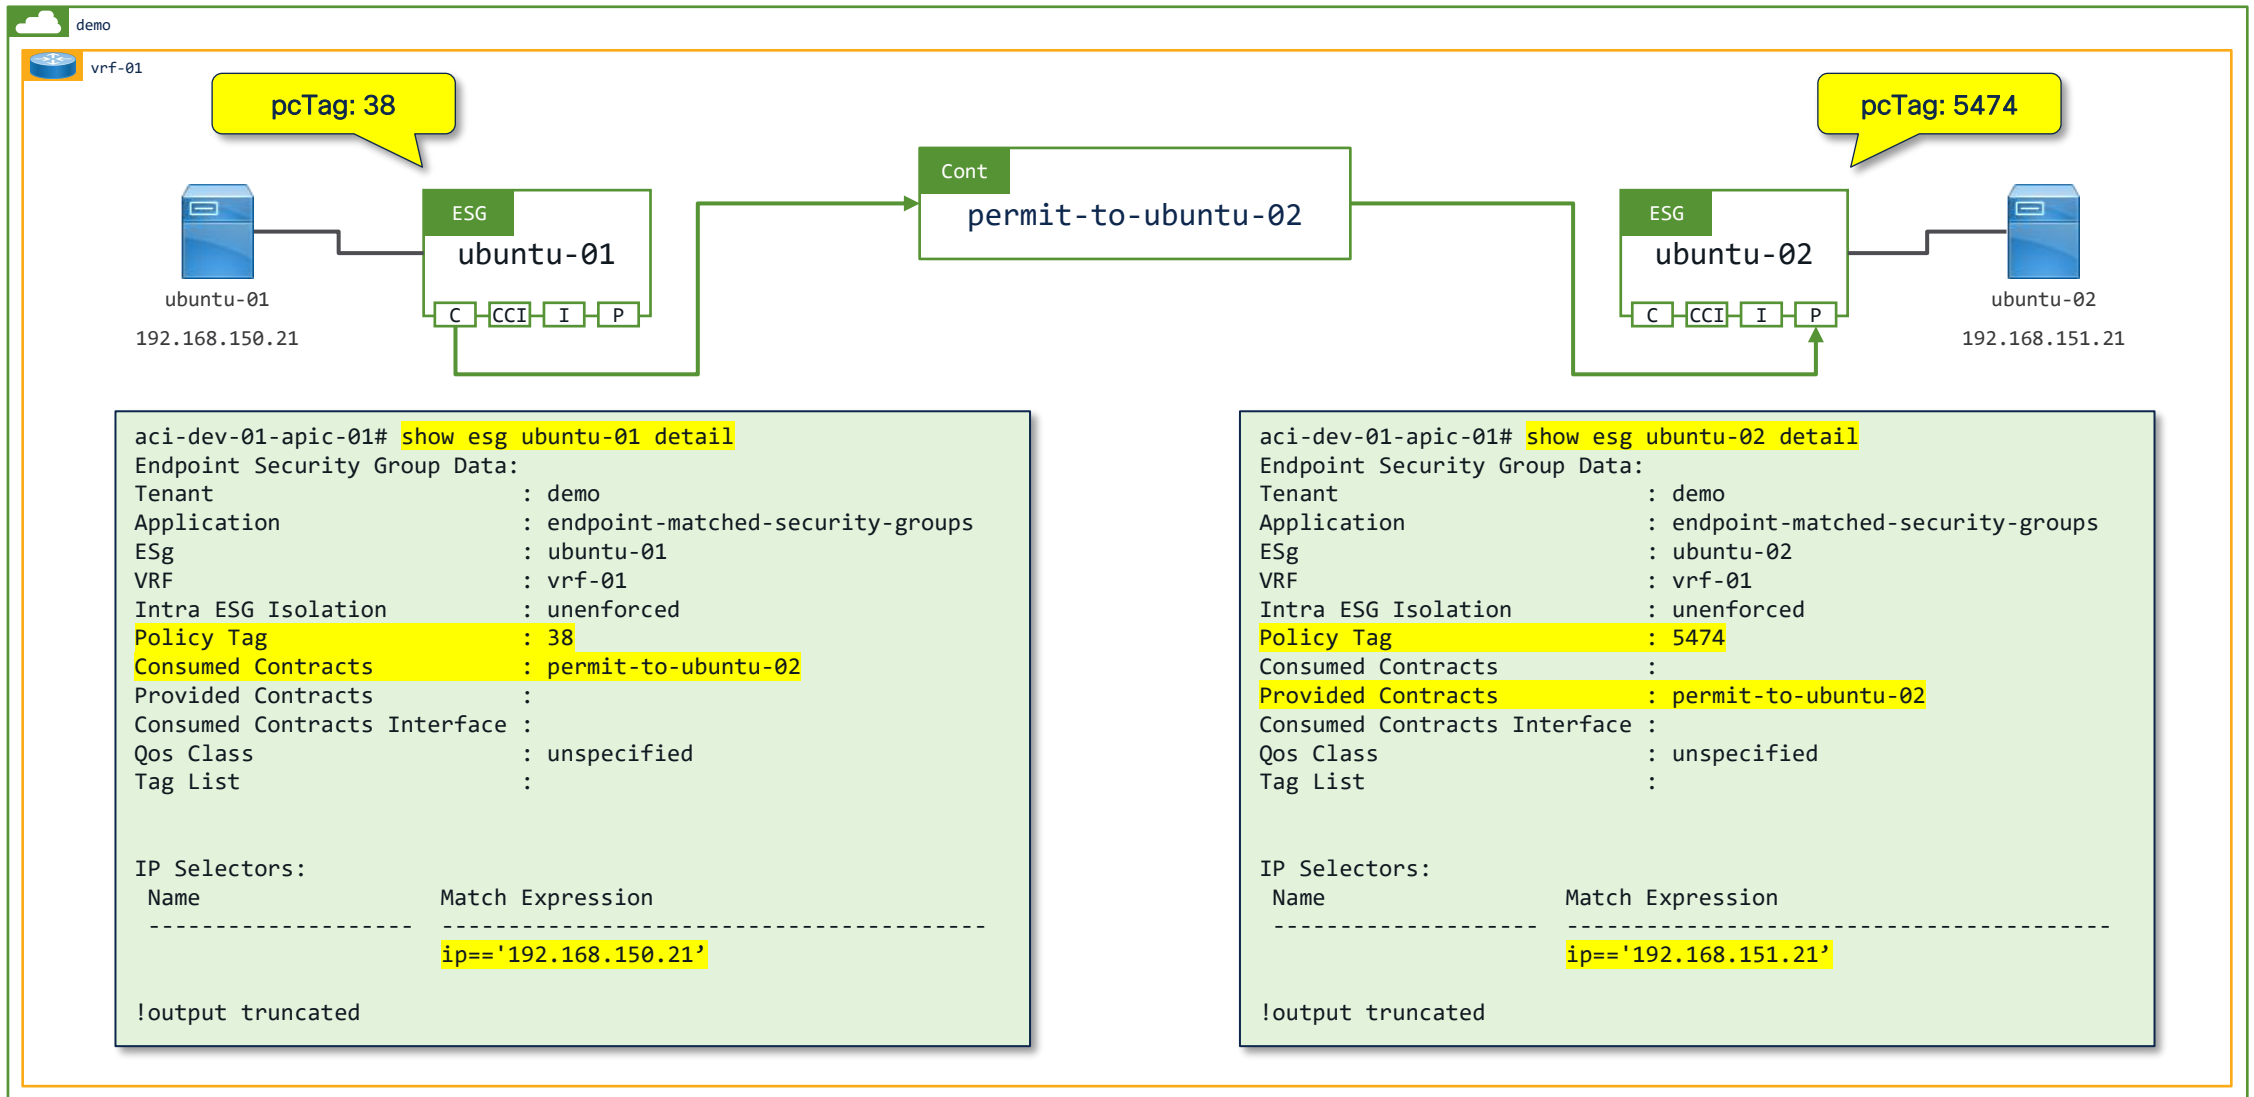 demo
vrf-01
pcTag: 38
pcTag: 5474
Cont
permit-to-ubuntu-02
ESG
ubuntu-01
C CCI I P
ubuntu-01
192.168.150.21
ESG
ubuntu-02
C CCI I P
ubuntu-02
192.168.151.21
aci-dev-01-apic-01# show esg ubuntu-01 detail
Endpoint Security Group Data:
Tenant : demo
Application : endpoint-matched-security-groups
ESg : ubuntu-01
VRF : vrf-01
Intra ESG Isolation : unenforced
Policy Tag : 38
Consumed Contracts : permit-to-ubuntu-02
Provided Contracts :
Consumed Contracts Interface :
Qos Class : unspecified
Tag List :
IP Selectors:
Name Match Expression
-------------------- -----------------------------------------
ip=='192.168.150.21’
!output truncated
aci-dev-01-apic-01# show esg ubuntu-02 detail
Endpoint Security Group Data:
Tenant : demo
Application : endpoint-matched-security-groups
ESg : ubuntu-02
VRF : vrf-01
Intra ESG Isolation : unenforced
Policy Tag : 5474
Consumed Contracts :
Provided Contracts : permit-to-ubuntu-02
Consumed Contracts Interface :
Qos Class : unspecified
Tag List :
IP Selectors:
Name Match Expression
-------------------- -----------------------------------------
ip=='192.168.151.21’
!output truncated